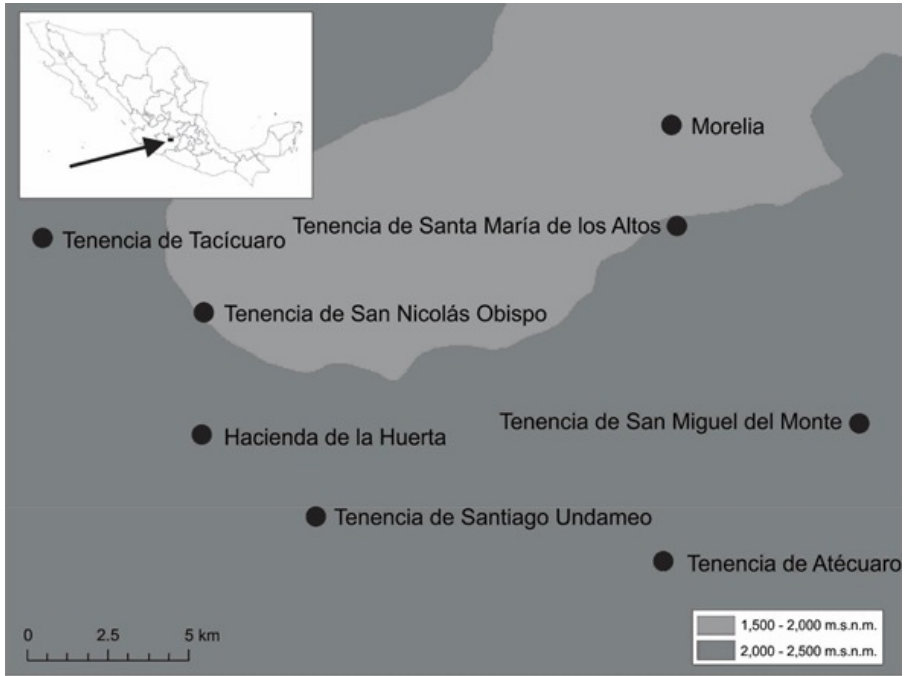 Morelia
Tenencia de Santa María de los Altos
Tenencia de Tacícuaro
Tenencia de San Nicolás Obispo
Tenencia de San Miguel del Monte
Hacienda de la Huerta
Tenencia de Santiago Undameo
Tenencia de Atécuaro
0 2.5 5 km
1,500 - 2,000 m.s.n.m.
2,000 - 2,500 m.s.n.m.